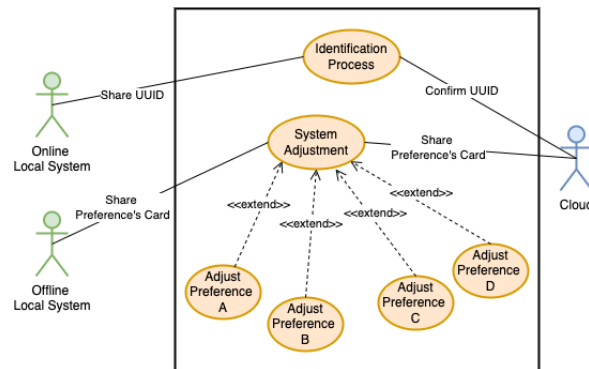 Identification
Process
Share UUID
Confirm UUID
Online
Local System
System
Adjustment
Share
Preference's Card
Share
Preference's Card
Cloud
<<extend>>
<<extend>>
<<extend>>
<<extend>>
Offline
Local System
Adjust
Preference
A
Adjust
Preference
B
Adjust
Preference
C
Adjust
Preference
D